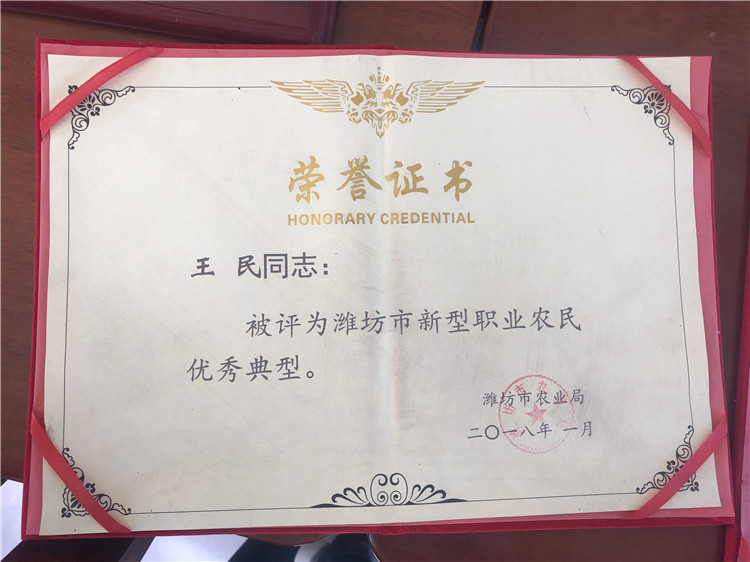 荣誉证书
HONORARY CREDENTIAL
王 民同志：
被评为潍坊市新型职业农民
优秀典型。
潍坊市农业局
二〇一八年 一月